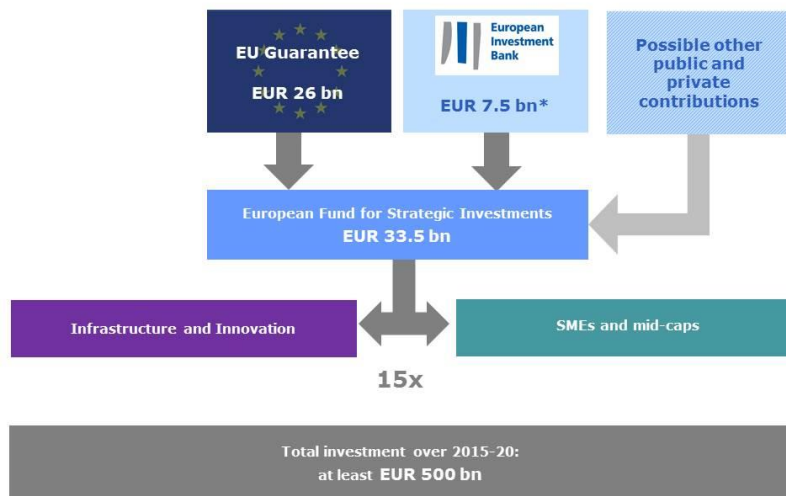 EU Guarantee
EUR 26 bn
European
Investment
Bank
EUR 7.5 bn*
Possible other
public and
private
contributions
European Fund for Strategic Investments
EUR 33.5 bn
Infrastructure and Innovation
SMEs and mid-caps
15x
Total investment over 2015-20:
at least EUR 500 bn